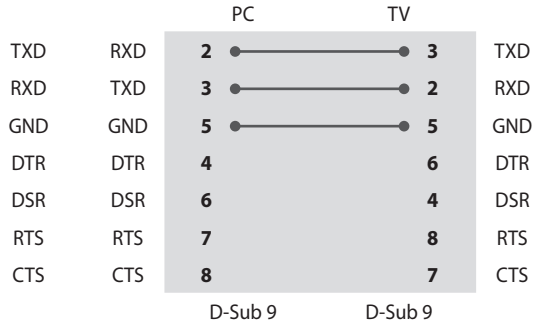 PC TV
TXD RXD 2 3 TXD
RXD TXD 3 2 RXD
GND GND 5 5 GND
DTR DTR 4 6 DTR
DSR DSR 6 4 DSR
RTS RTS 7 8 RTS
CTS CTS 8 7 CTS
D-Sub 9 D-Sub 9